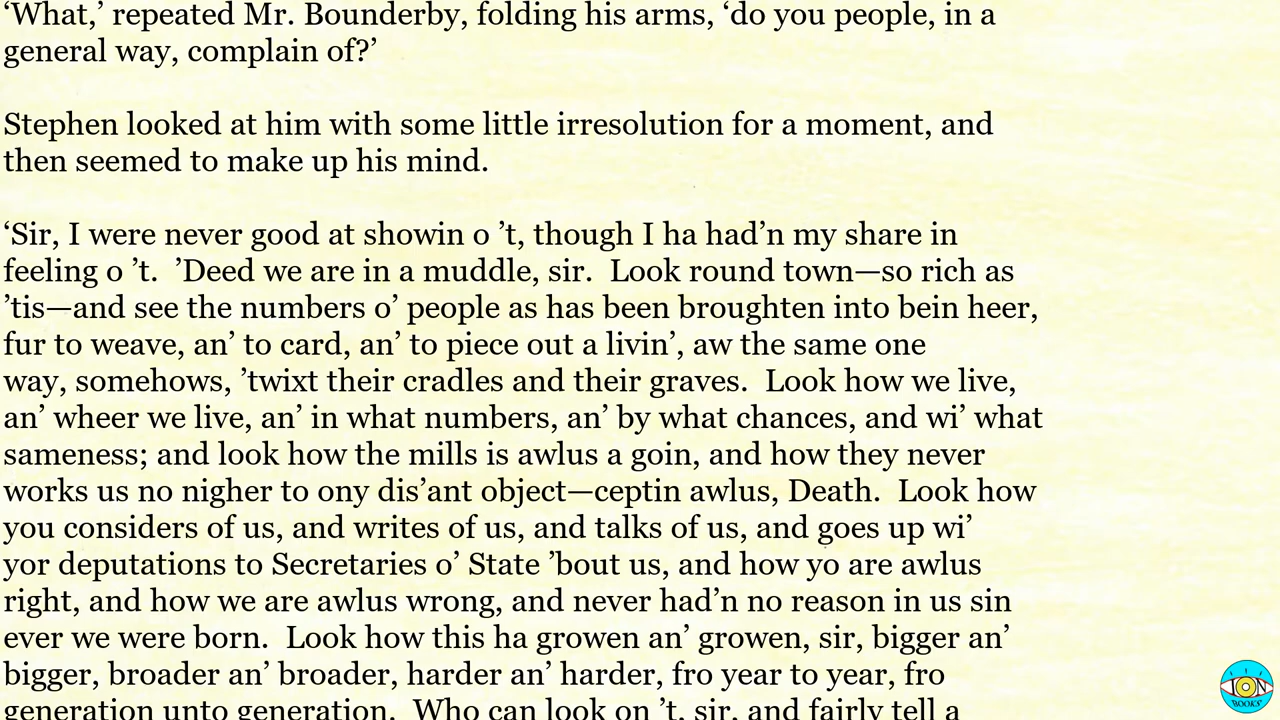 ‘What,’ repeated Mr. Bounderby, folding his arms, ‘do you people, in a
general way, complain of?’
Stephen looked at him with some little irresolution for a moment, and
then seemed to make up his mind.
‘Sir, I were never good at showin o ’t, though I ha had’n my share in
feeling o ’t.  ’Deed we are in a muddle, sir.  Look round town—so rich as
’tis—and see the numbers o’ people as has been broughten into bein heer,
fur to weave, an’ to card, an’ to piece out a livin’, aw the same one
way, somehows, ’twixt their cradles and their graves.  Look how we live,
an’ wheer we live, an’ in what numbers, an’ by what chances, and wi’ what
sameness; and look how the mills is awlus a goin, and how they never
works us no nigher to ony dis’ant object—ceptin awlus, Death.  Look how
you considers of us, and writes of us, and talks of us, and goes up wi’
yor deputations to Secretaries o’ State ’bout us, and how yo are awlus
right, and how we are awlus wrong, and never had’n no reason in us sin
ever we were born.  Look how this ha growen an’ growen, sir, bigger an’
bigger, broader an’ broader, harder an’ harder, fro year to year, fro
generation unto generation.  Who can look on ’t, sir, and fairly tell a
ION
BOOKS